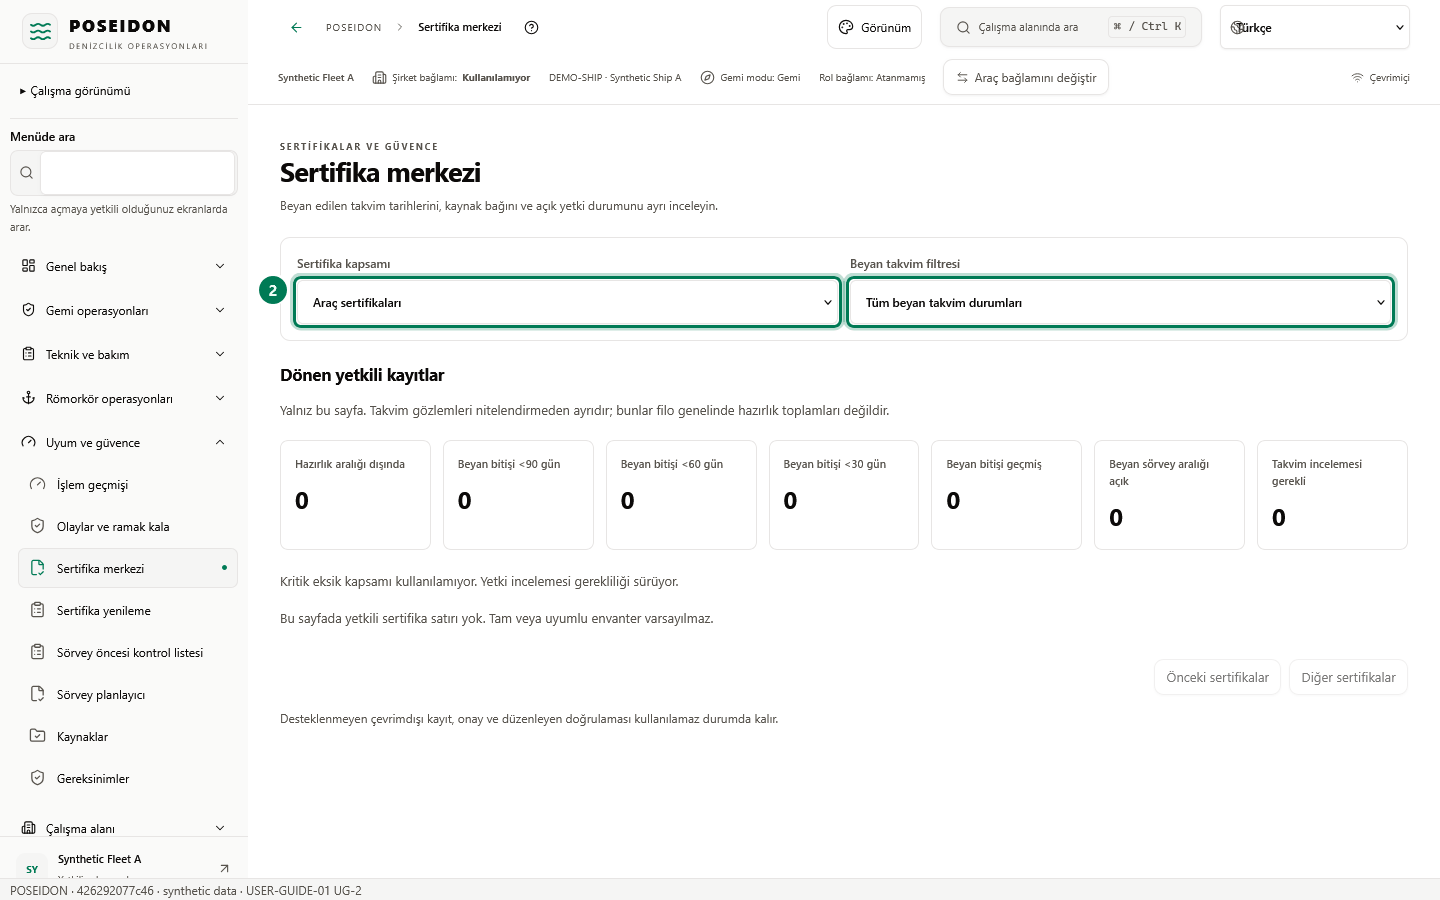 POSEIDON
DENİZCİLİK OPERASYONLARI
Çalışma görünümü
Menüde ara
Yalnızca açmaya yetkili olduğunuz ekranlarda
arar.
Genel bakış
Gemi operasyonları
Teknik ve bakım
Römorkör operasyonları
Uyum ve güvence
İşlem geçmişi
Olaylar ve ramak kala
Sertifika merkezi
Sertifika yenileme
Sörvey öncesi kontrol listesi
Sörvey planlayıcı
Kaynaklar
Gereksinimler
Çalışma alanı
SY
Synthetic Fleet A
POSEIDON
Sertifika merkezi
Görünüm
Çalışma alanında ara
⌘ / Ctrl K
Türkçe
Synthetic Fleet A
Şirket bağlamı: Kullanılamıyor
DEMO-SHIP · Synthetic Ship A
Gemi modu: Gemi
Rol bağlamı: Atanmamış
Araç bağlamını değiştir
Çevrimiçi
SERTİFİKALAR VE GÜVENCE
Sertifika merkezi
Beyan edilen takvim tarihlerini, kaynak bağını ve açık yetki durumunu ayrı inceleyin.
Sertifika kapsamı
Beyan takvim filtresi
2
Araç sertifikaları
Tüm beyan takvim durumları
Dönen yetkili kayıtlar
Yalnız bu sayfa. Takvim gözlemleri nitelendirmeden ayrıdır; bunlar filo genelinde hazırlık toplamları değildir.
Hazırlık aralığı dışında
0
Beyan bitişi <90 gün
0
Beyan bitişi <60 gün
0
Beyan bitişi <30 gün
0
Beyan bitişi geçmiş
0
Beyan sörvey aralığı
açık
0
Takvim incelemesi
gerekli
0
Kritik eksik kapsamı kullanılamıyor. Yetki incelemesi gerekliliği sürüyor.
Bu sayfada yetkili sertifika satırı yok. Tam veya uyumlu envanter varsayılmaz.
Önceki sertifikalar
Diğer sertifikalar
Desteklenmeyen çevrimdışı kayıt, onay ve düzenleyen doğrulaması kullanılamaz durumda kalır.
POSEIDON · 426292077c46 · synthetic data · USER-GUIDE-01 UG-2